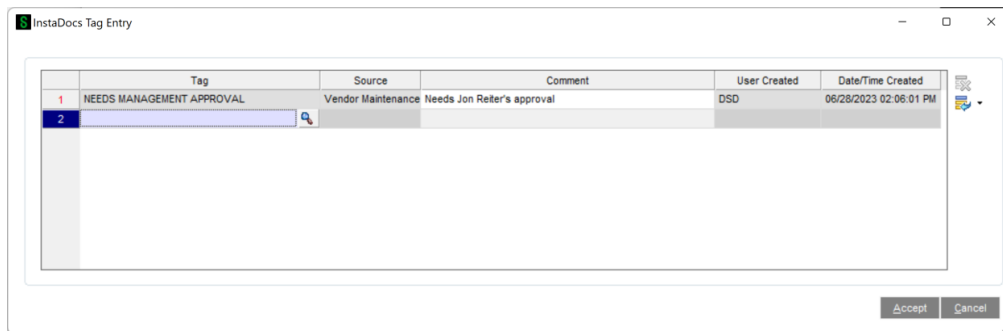 S InstaDocs Tag Entry
Tag Source Comment User Created Date/Time Created
1 NEEDS MANAGEMENT APPROVAL Vendor Maintenance Needs Jon Reiter's approval DSD 06/28/2023 02:06:01 PM
2
Accept Cancel